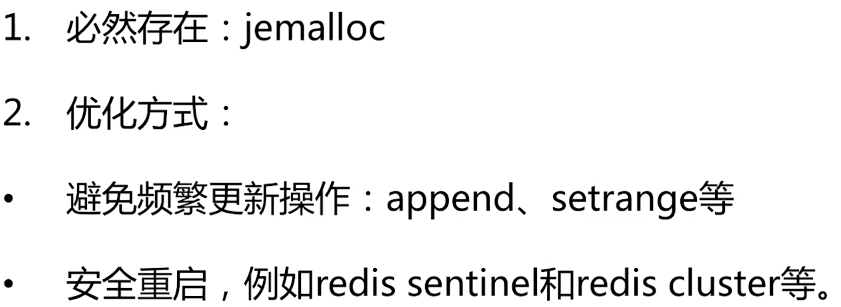 1. 必然存在：jemalloc
2. 优化方式：
• 避免频繁更新操作：append、setrange等
• 安全重启，例如redis sentinel和redis cluster等。